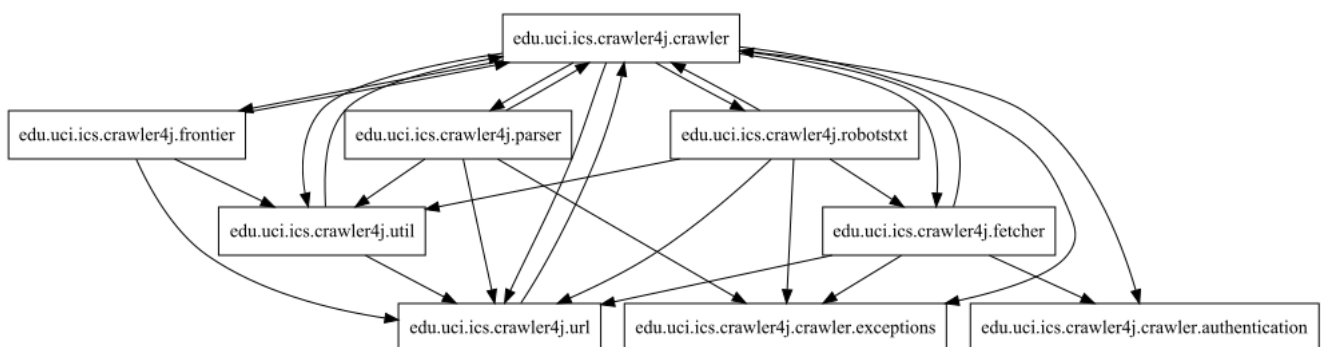 edu.uci.ics.crawler4j.crawler
edu.uci.ics.crawler4j.frontier
edu.uci.ics.crawler4j.parser
edu.uci.ics.crawler4j.robotstxt
edu.uci.ics.crawler4j.util
edu.uci.ics.crawler4j.fetcher
edu.uci.ics.crawler4j.url
edu.uci.ics.crawler4j.crawler.exceptions
edu.uci.ics.crawler4j.crawler.authentication